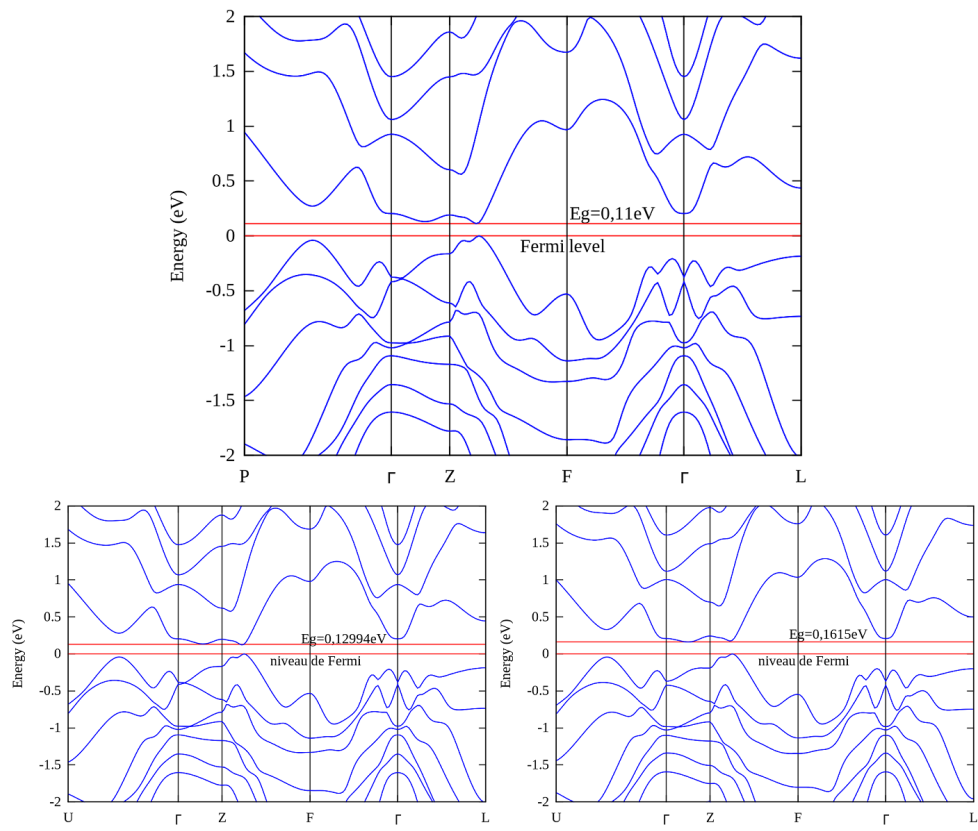 2
1.5
1
0.5
0
-0.5
-1
-1.5
-2
Energy (eV)
Eg=0,11eV
Fermi level
P Γ Z F Γ L
2
1.5
1
0.5
0
-0.5
-1
-1.5
-2
Energy (eV)
Eg=0,12994eV
niveau de Fermi
U Γ Z F Γ L
2
1.5
1
0.5
0
-0.5
-1
-1.5
-2
Energy (eV)
Eg=0,1615eV
niveau de Fermi
U Γ Z F Γ L